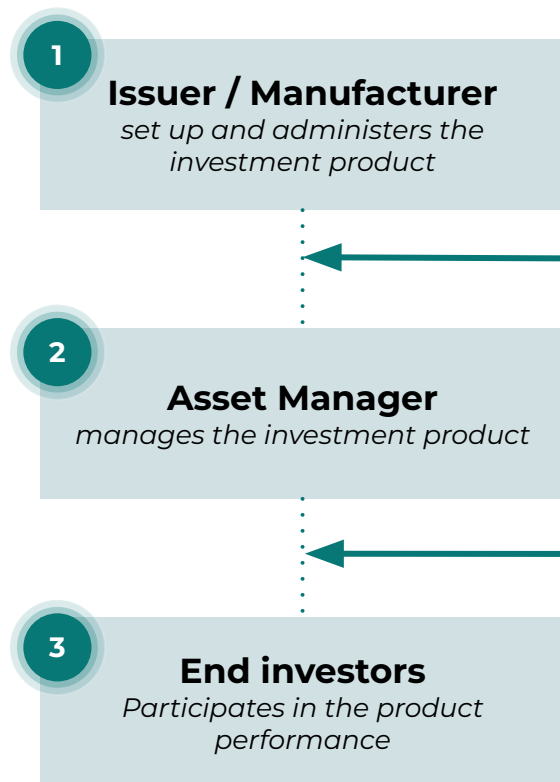 1
Issuer / Manufacturer
set up and administers the
investment product
2
Asset Manager
manages the investment product
3
End investors
Participates in the product
performance